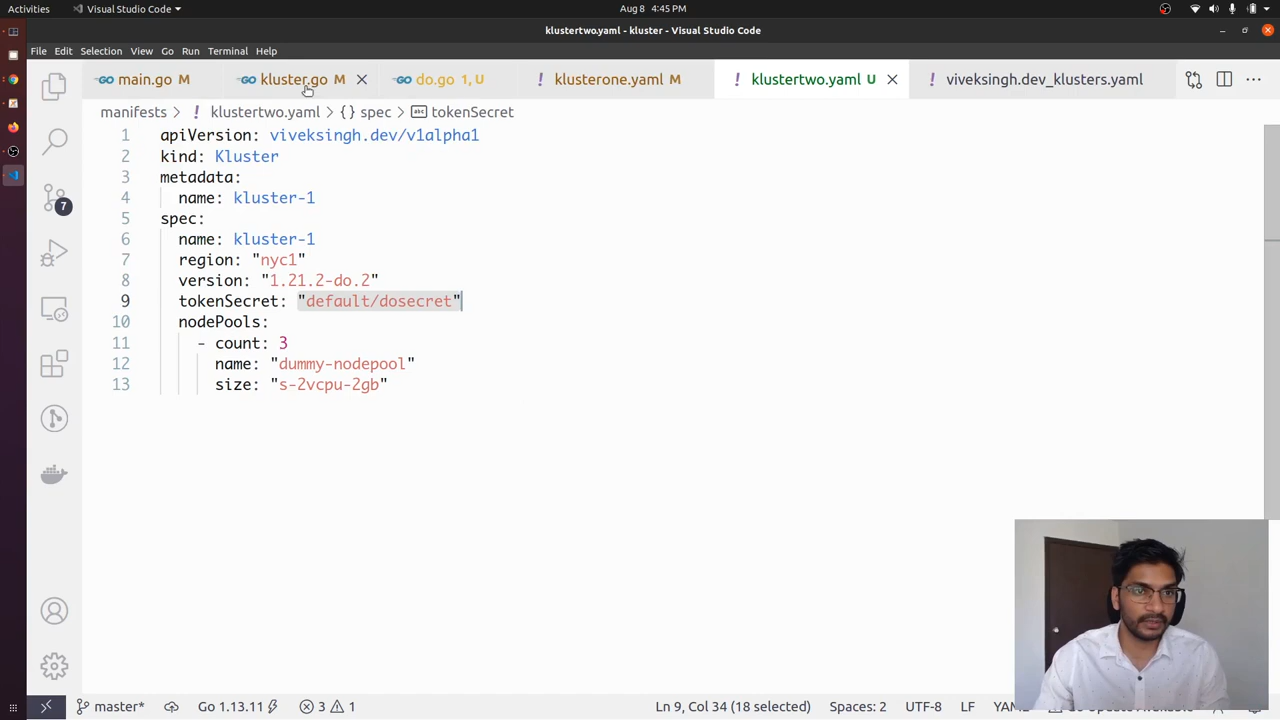 Activities
Visual Studio Code
Aug 8 4:45 PM
klustertwo.yaml - kluster - Visual Studio Code
File Edit Selection View Go Run Terminal Help
main.go M
kluster.go M
do.go 1, U
! klusterone.yaml M
! klustertwo.yaml U
! viveksingh.dev_klusters.yaml
manifests > ! klustertwo.yaml > {} spec > abc tokenSecret
1 apiVersion: viveksingh.dev/v1alpha1
2 kind: Kluster
3 metadata:
4 name: kluster-1
5 spec:
6 name: kluster-1
7 region: "nyc1"
8 version: "1.21.2-do.2"
9 tokenSecret: "default/dosecret"
10 nodePools:
11 - count: 3
12 name: "dummy-nodepool"
13 size: "s-2vcpu-2gb"
7
master*
Go 1.13.11
3
1
Ln 9, Col 34 (18 selected)
Spaces: 2
UTF-8
LF